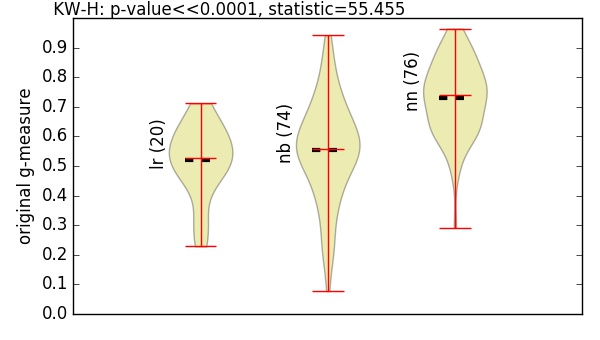 KW-H: p-value<<0.0001, statistic=55.455
original g-measure
0.9
0.8
0.7
0.6
0.5
0.4
0.3
0.2
0.1
0.0
lr (20)
nb (74)
nn (76)